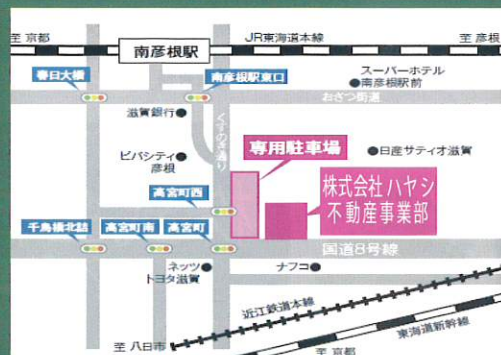 至 京都
南彦根駅
JR東海道本線
至 彦根
春日大橋
南彦根駅東口
スーパーホテル
南彦根駅前
おさつ街道
滋賀銀行
くすのき通り
専用駐車場
日産サティオ滋賀
ビバシティ
彦根
高宮町西
株式会社ハヤシ
不動産事業部
千鳥橋北詰
高宮町南
高宮町
国道8号線
ネッツ
トヨタ滋賀
ナフコ
近江鉄道本線
東海道新幹線
至 八日市
至 京都